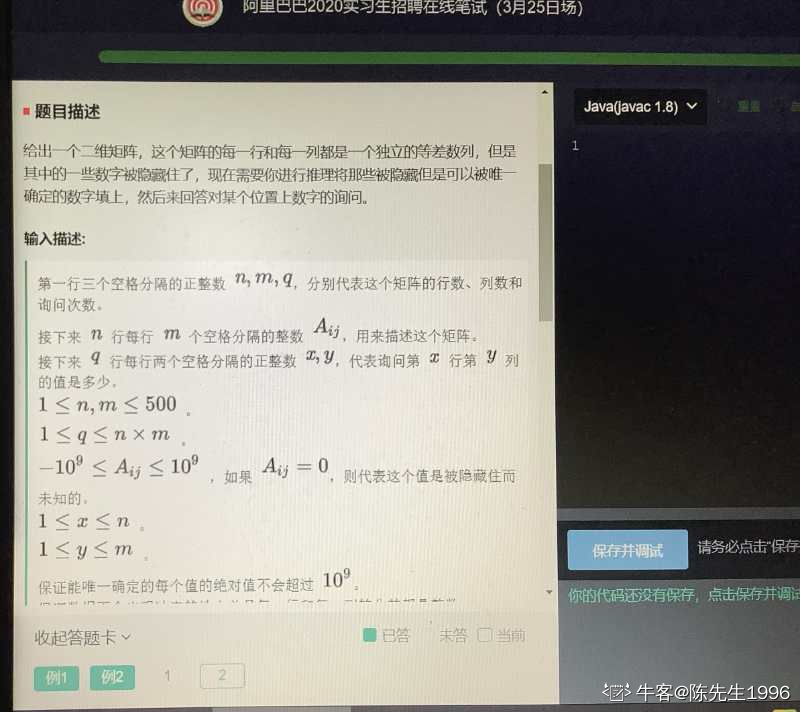 阿里巴巴2020实习生招聘在线笔试（3月25日场）
题目描述
给出一个二维矩阵，这个矩阵的每一行和每一列都是一个独立的等差数列，但是
其中的一些数字被隐藏住了，现在需要你进行推理将那些被隐藏但是可以被唯一
确定的数字填上，然后来回答对某个位置上数字的询问。
输入描述:
第一行三个空格分隔的正整数 n, m, q，分别代表这个矩阵的行数、列数和
询问次数。
接下来 n 行每行 m 个空格分隔的整数 A_{ij}，用来描述这个矩阵。
接下来 q 行每行两个空格分隔的正整数 x, y，代表询问第 x 行第 y 列
的值是多少。
1 ≤ n, m ≤ 500 。
1 ≤ q ≤ n × m 。
−10^9 ≤ A_{ij} ≤ 10^9 ，如果 A_{ij} = 0，则代表这个值是被隐藏住而
未知的。
1 ≤ x ≤ n 。
1 ≤ y ≤ m 。
保证能唯一确定的每个值的绝对值不会超过 10^9。
收起答题卡
已答 未答 当前
例1 例2 1 2
Java(javac 1.8)
重置
1
保存并调试
请务必点击“保存
你的代码还没有保存，点击保存并调试
牛客@陈先生1996